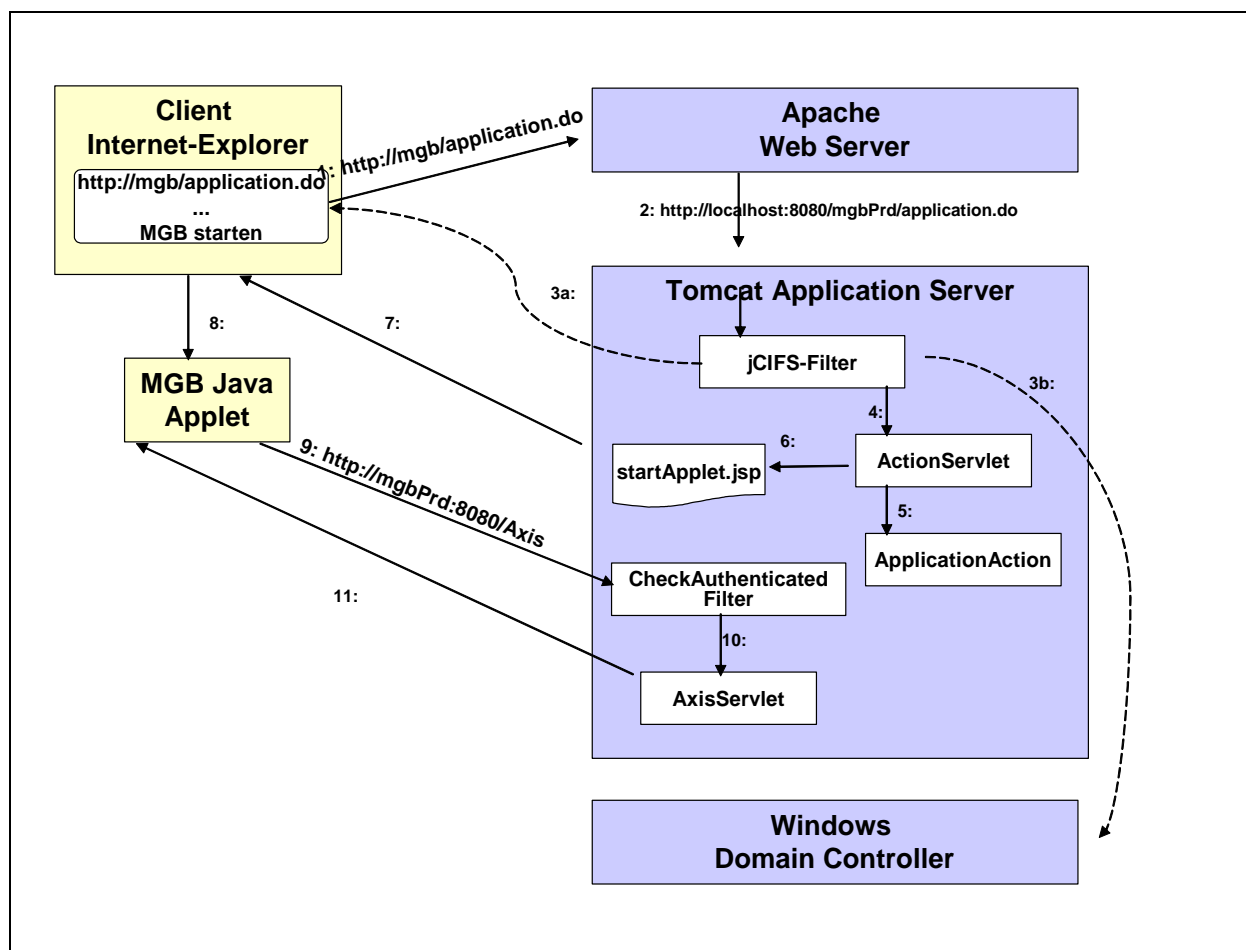 Client
Internet-Explorer
http://mgb/application.do
...
MGB starten
1: http://mgb/application.do
Apache
Web Server
2: http://localhost:8080/mgbPrd/application.do
3a:
Tomcat Application Server
jCIFS-Filter
3b:
7:
8:
4:
MGB Java
Applet
6:
startApplet.jsp
ActionServlet
5:
9: http://mgbPrd:8080/Axis
ApplicationAction
CheckAuthenticated
Filter
11:
10:
AxisServlet
Windows
Domain Controller